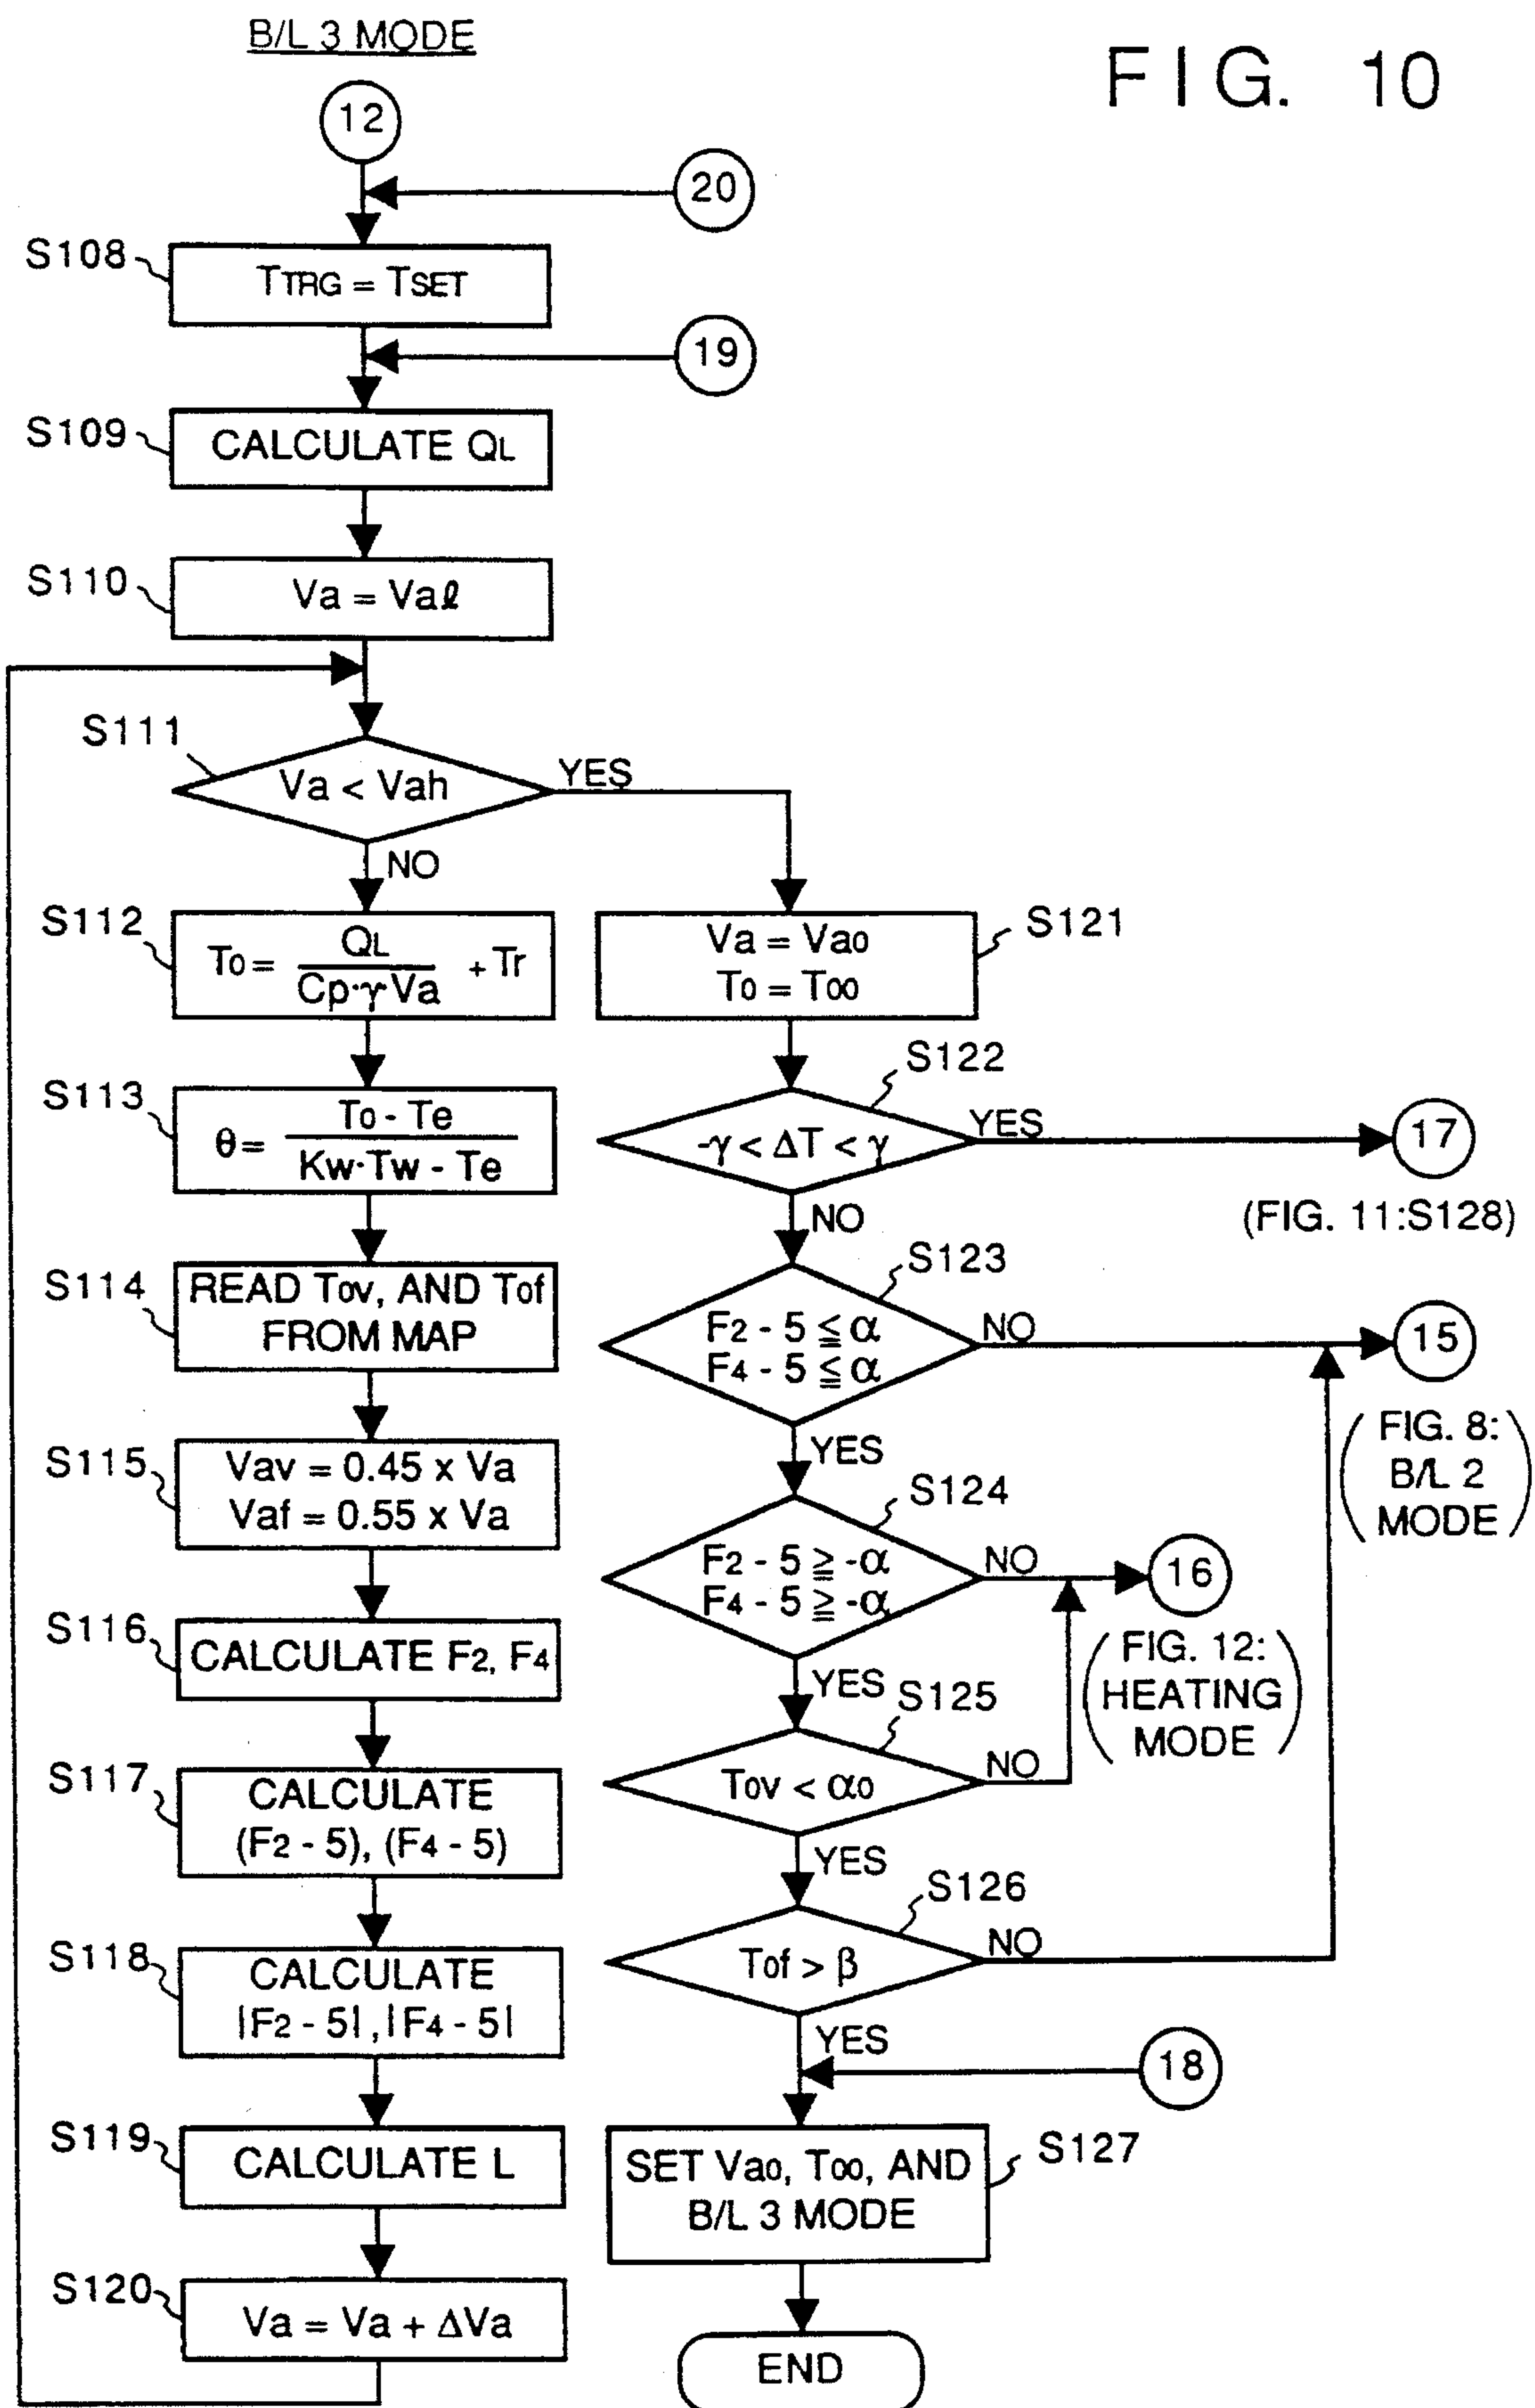 B/L 3 MODE
FIG. 10
12
20
S108
TTRG = TSET
19
S109
CALCULATE QL
S110
Va = Vaℓ
S111
Va < Vah
YES
NO
S112
To = QL / Cp·γ·Va + Tr
S113
θ = To - Te / Kw·Tw - Te
S114
READ Tov, AND Tof
FROM MAP
S115
Vav = 0.45 x Va
Vaf = 0.55 x Va
S116
CALCULATE F2, F4
S117
CALCULATE
(F2 - 5), (F4 - 5)
S118
CALCULATE
|F2 - 5|, |F4 - 5|
S119
CALCULATE L
S120
Va = Va + ΔVa
S121
Va = Vao
To = Too
S122
-γ < ΔT < γ
YES
17
(FIG. 11:S128)
NO
S123
F2 - 5 ≦ α
F4 - 5 ≦ α
NO
15
(FIG. 8:
B/L 2
MODE)
YES
S124
F2 - 5 ≧ -α
F4 - 5 ≧ -α
NO
16
(FIG. 12:
HEATING
MODE)
YES
S125
Tov < αo
NO
YES
S126
Tof > β
NO
YES
18
S127
SET Vao, Too, AND
B/L 3 MODE
END